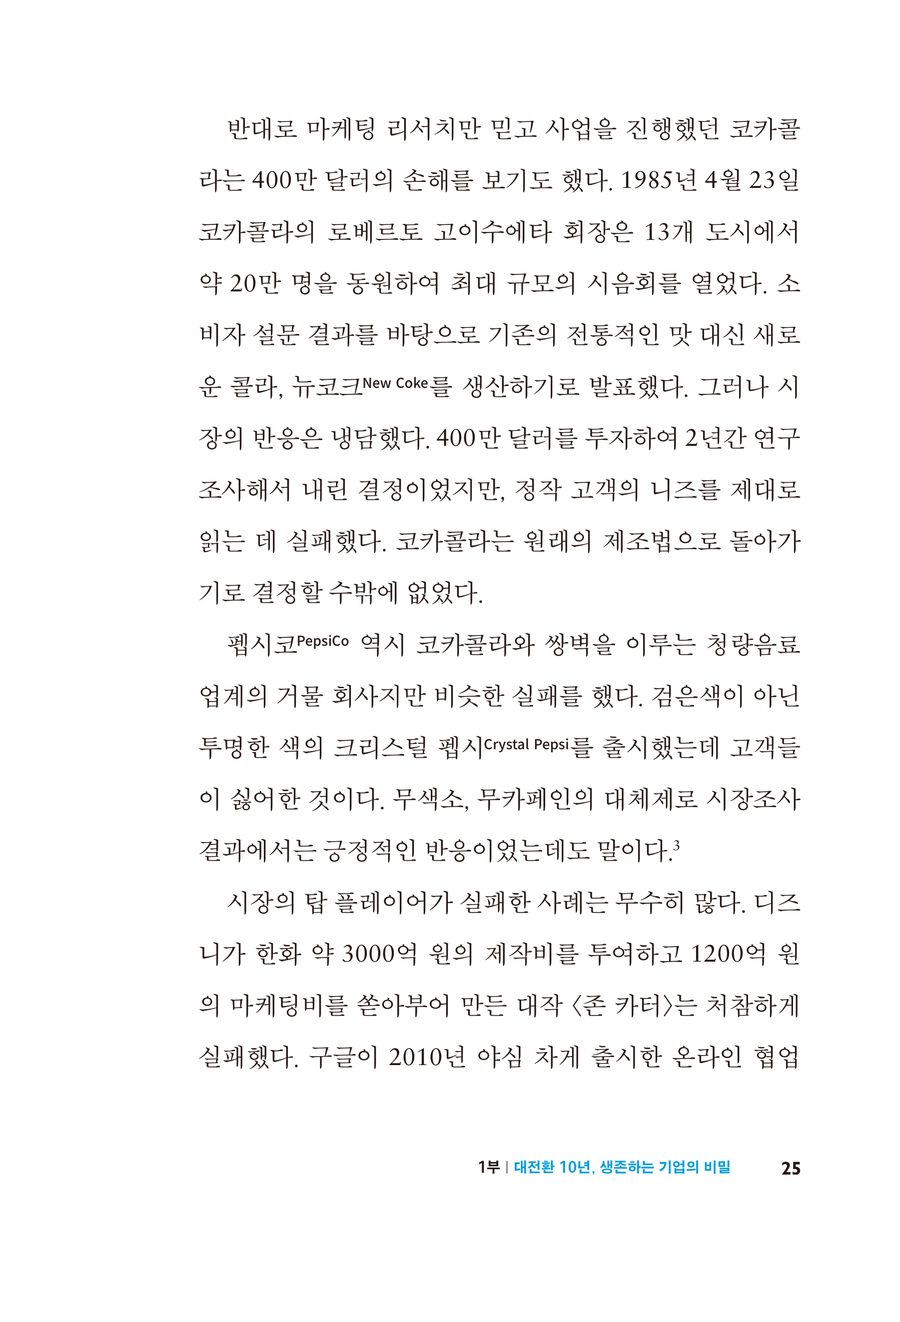 반대로 마케팅 리서치만 믿고 사업을 진행했던 코카콜
라는 400만 달러의 손해를 보기도 했다. 1985년 4월 23일
코카콜라의 로베르토 고이수에타 회장은 13개 도시에서
약 20만 명을 동원하여 최대 규모의 시음회를 열었다. 소
비자 설문 결과를 바탕으로 기존의 전통적인 맛 대신 새로
운 콜라, 뉴코크New Coke를 생산하기로 발표했다. 그러나 시
장의 반응은 냉담했다. 400만 달러를 투자하여 2년간 연구
조사해서 내린 결정이었지만, 정작 고객의 니즈를 제대로
읽는 데 실패했다. 코카콜라는 원래의 제조법으로 돌아가
기로 결정할 수밖에 없었다.
펩시코PepsiCo 역시 코카콜라와 쌍벽을 이루는 청량음료
업계의 거물 회사지만 비슷한 실패를 했다. 검은색이 아닌
투명한 색의 크리스털 펩시Crystal Pepsi를 출시했는데 고객들
이 싫어한 것이다. 무색소, 무카페인의 대체제로 시장조사
결과에서는 긍정적인 반응이었는데도 말이다.3
시장의 탑 플레이어가 실패한 사례는 무수히 많다. 디즈
니가 한화 약 3000억 원의 제작비를 투여하고 1200억 원
의 마케팅비를 쏟아부어 만든 대작 〈존 카터〉는 처참하게
실패했다. 구글이 2010년 야심 차게 출시한 온라인 협업
1부 | 대전환 10년, 생존하는 기업의 비밀 25